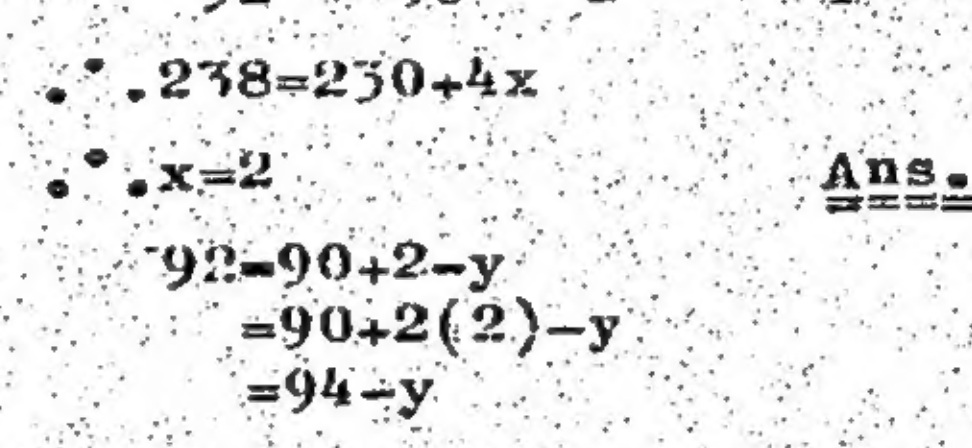 ∴238=230+4x
∴x=2 Ans.
92=90+2-y
=90+2(2)-y
=94-y